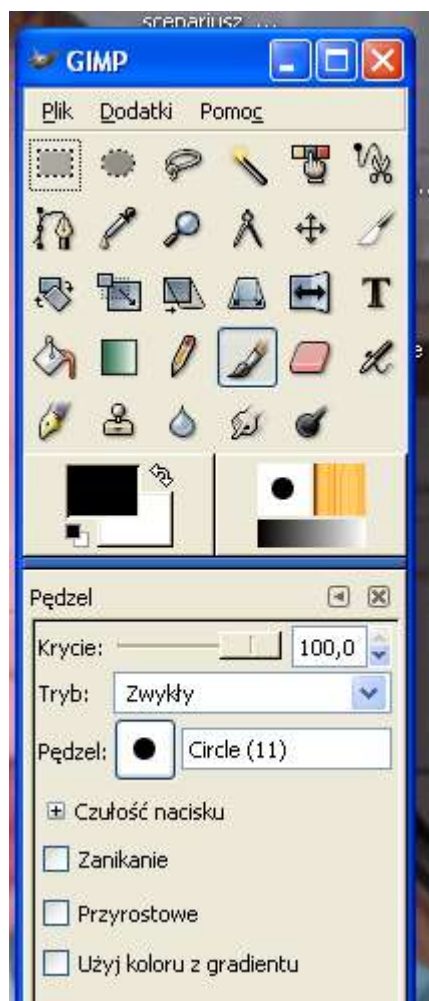 scenariusz ...
GIMP
Plik Dodatki Pomoc
T
Pędzel
Krycie: 100,0
Tryb: Zwykły
Pędzel: Circle (11)
Czułość nacisku
Zanikanie
Przyrostowe
Użyj koloru z gradientu